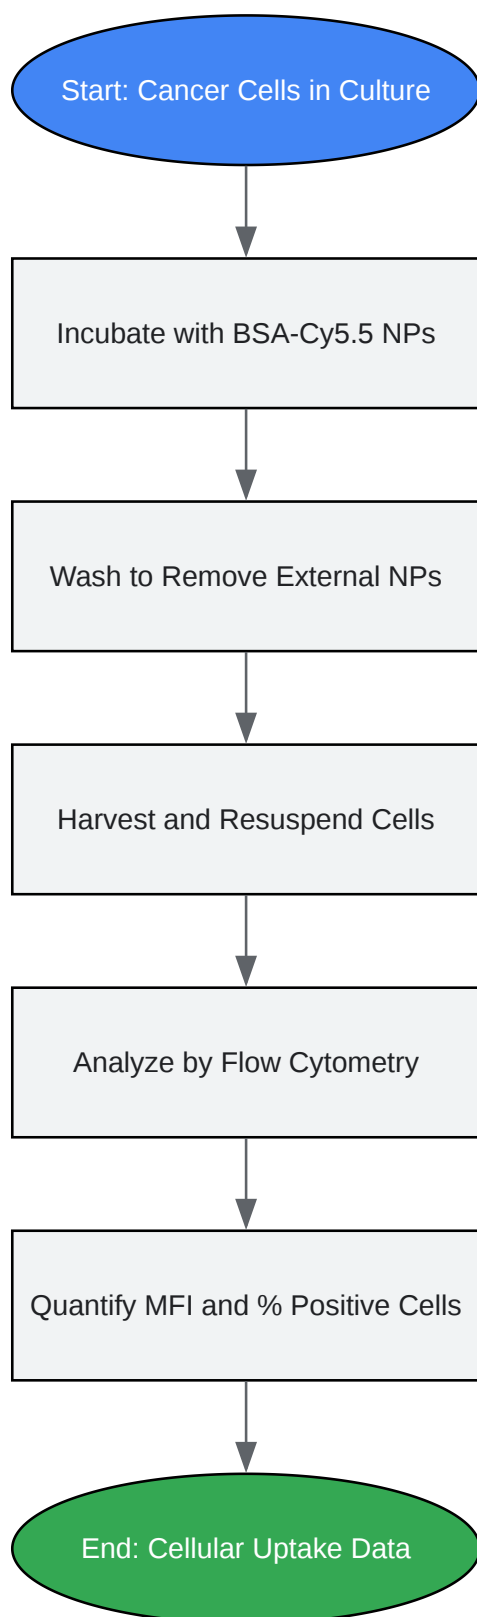 Start: Cancer Cells in Culture
Incubate with BSA-Cy5.5 NPs
Wash to Remove External NPs
Harvest and Resuspend Cells
Analyze by Flow Cytometry
Quantify MFI and % Positive Cells
End: Cellular Uptake Data